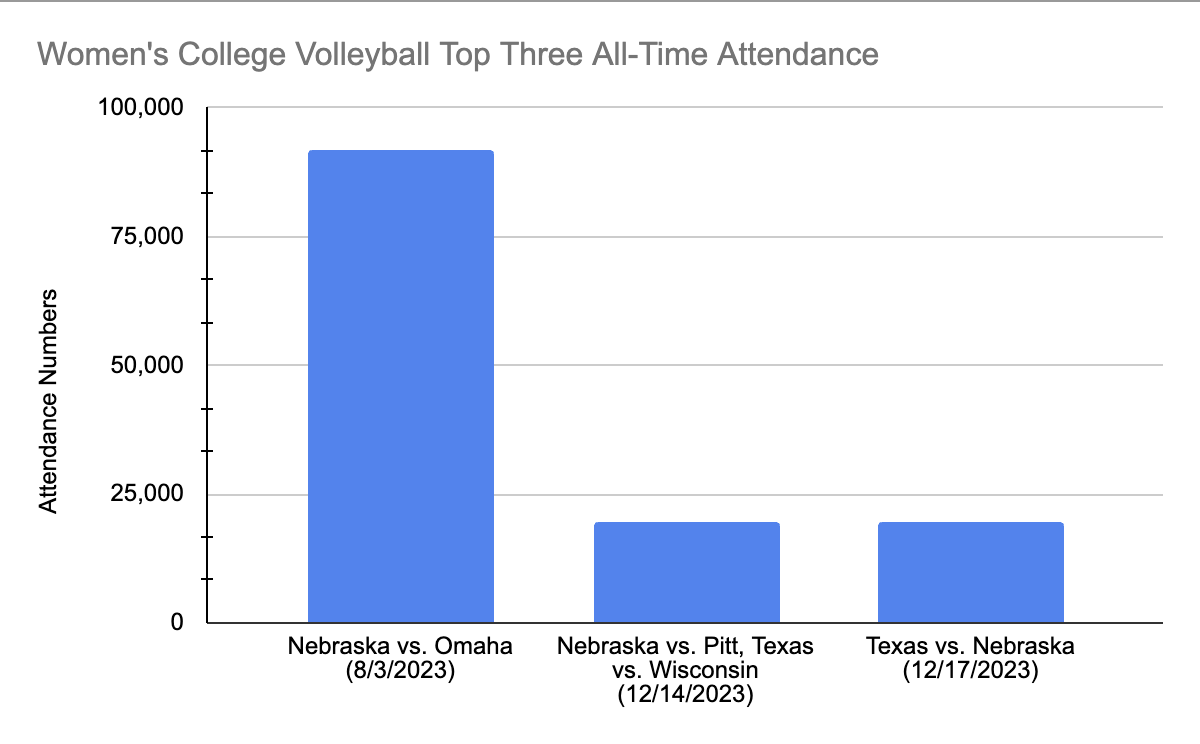 Women's College Volleyball Top Three All-Time Attendance
100,000
75,000
50,000
25,000
0
Attendance Numbers
Nebraska vs. Omaha
(8/3/2023)
Nebraska vs. Pitt, Texas
vs. Wisconsin
(12/14/2023)
Texas vs. Nebraska
(12/17/2023)